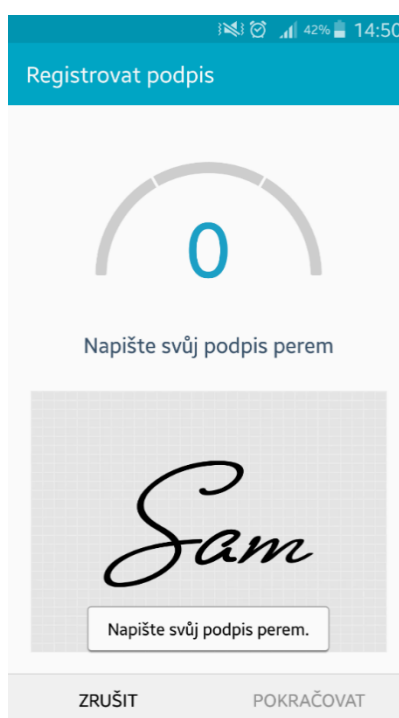 42% 14:50
Registrovat podpis
0
Napište svůj podpis perem
Sam
Napište svůj podpis perem.
ZRUŠIT POKRAČOVAT